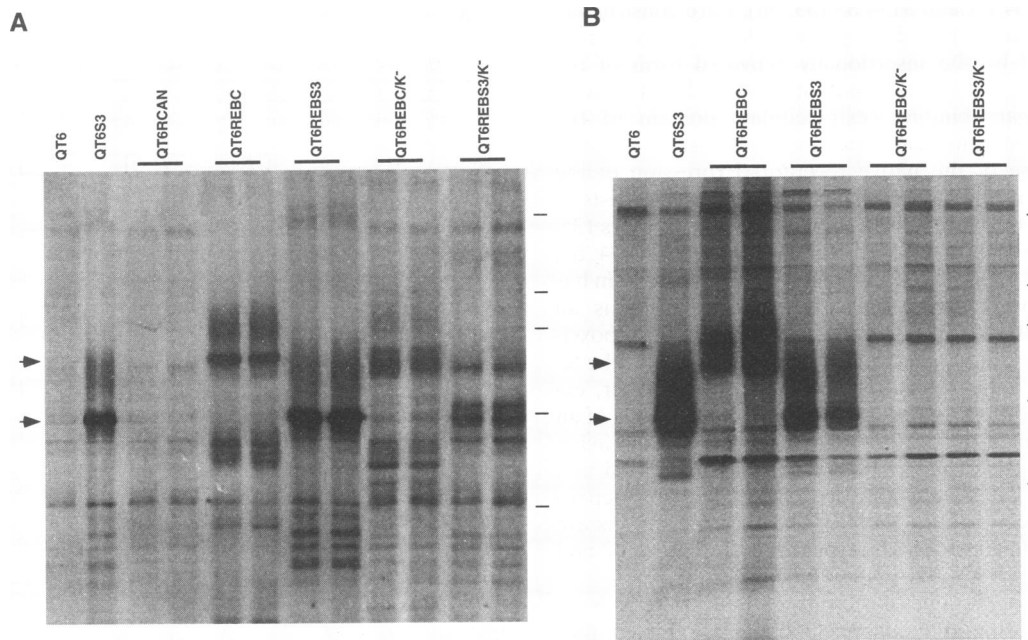 A
QT6
QT6S3
QT6RCAN
QT6REBC
QT6REBS3
QT6REBC/K-
QT6REBS3/K-
B
QT6
QT6S3
QT6REBC
QT6REBS3
QT6REBC/K-
QT6REBS3/K-